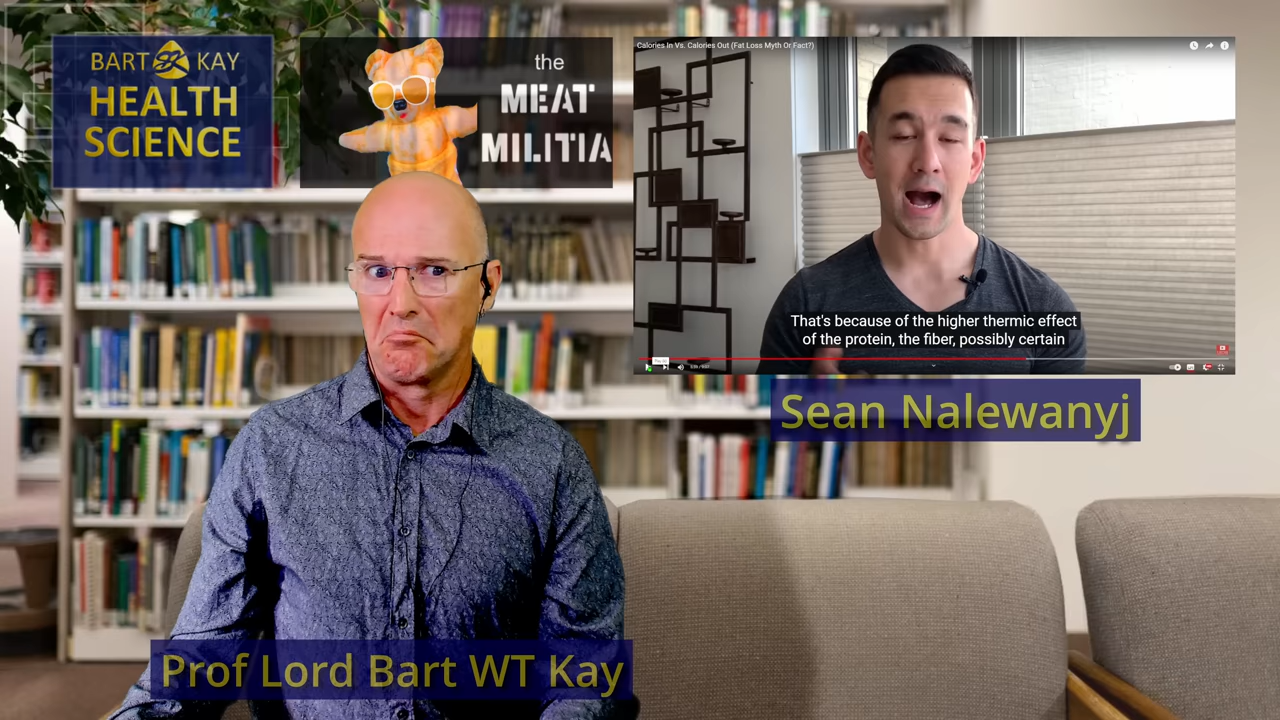 BART KAY
HEALTH
SCIENCE
the
MEAT
MILITIA
Calories In Vs. Calories Out (Fat Loss Myth Or Fact?)
That's because of the higher thermic effect
of the protein, the fiber, possibly certain
Sean Nalewanyj
Prof Lord Bart WT Kay